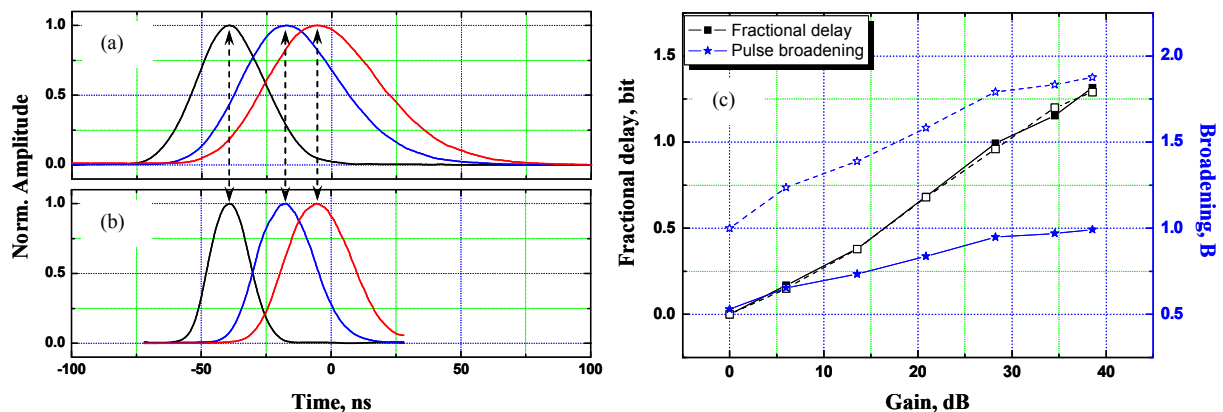 (a)
1.0
0.5
0.0
(b)
1.0
0.5
0.0
Norm. Amplitude
-100 -50 0 50 100
Time, ns
Fractional delay
Pulse broadening
(c)
1.5
1.0
0.5
0.0
Fractional delay, bit
2.0
1.5
1.0
0.5
Broadening, B
0 10 20 30 40
Gain, dB